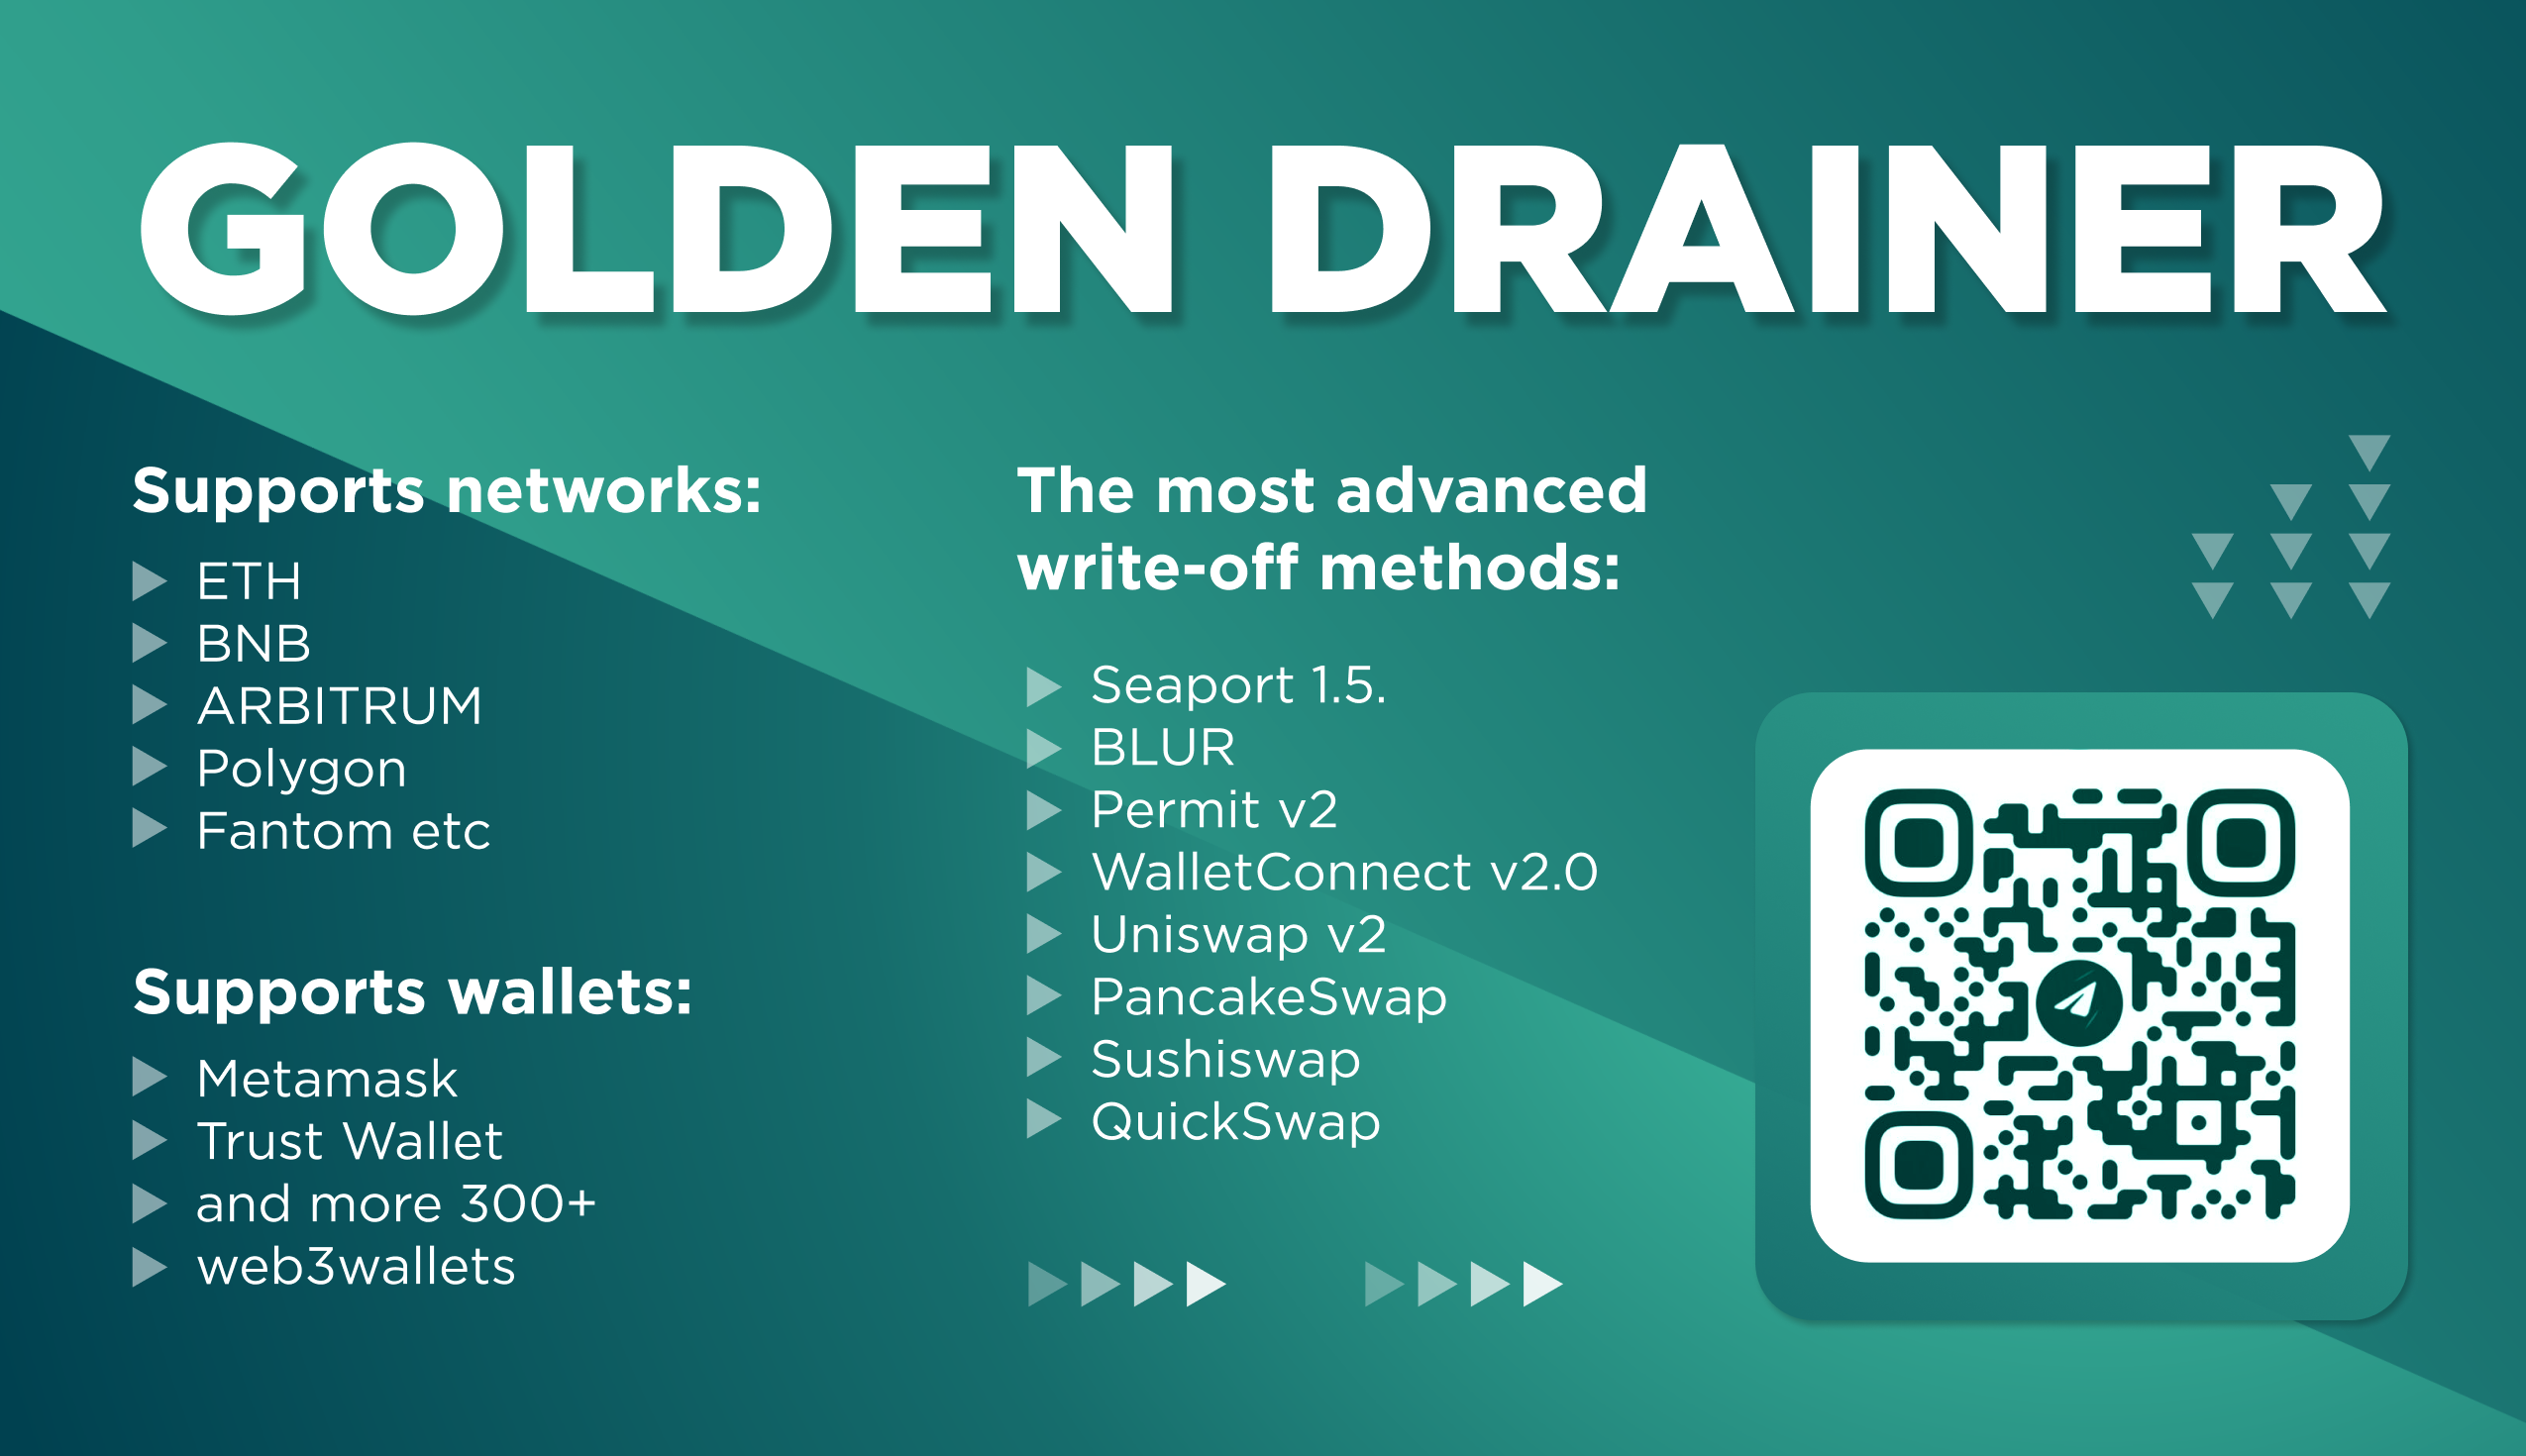 GOLDEN DRAINER
Supports networks:
ETH
BNB
ARBITRUM
Polygon
Fantom etc
Supports wallets:
Metamask
Trust Wallet
and more 300+
web3wallets
The most advanced
write-off methods:
Seaport 1.5.
BLUR
Permit v2
WalletConnect v2.0
Uniswap v2
PancakeSwap
Sushiswap
QuickSwap